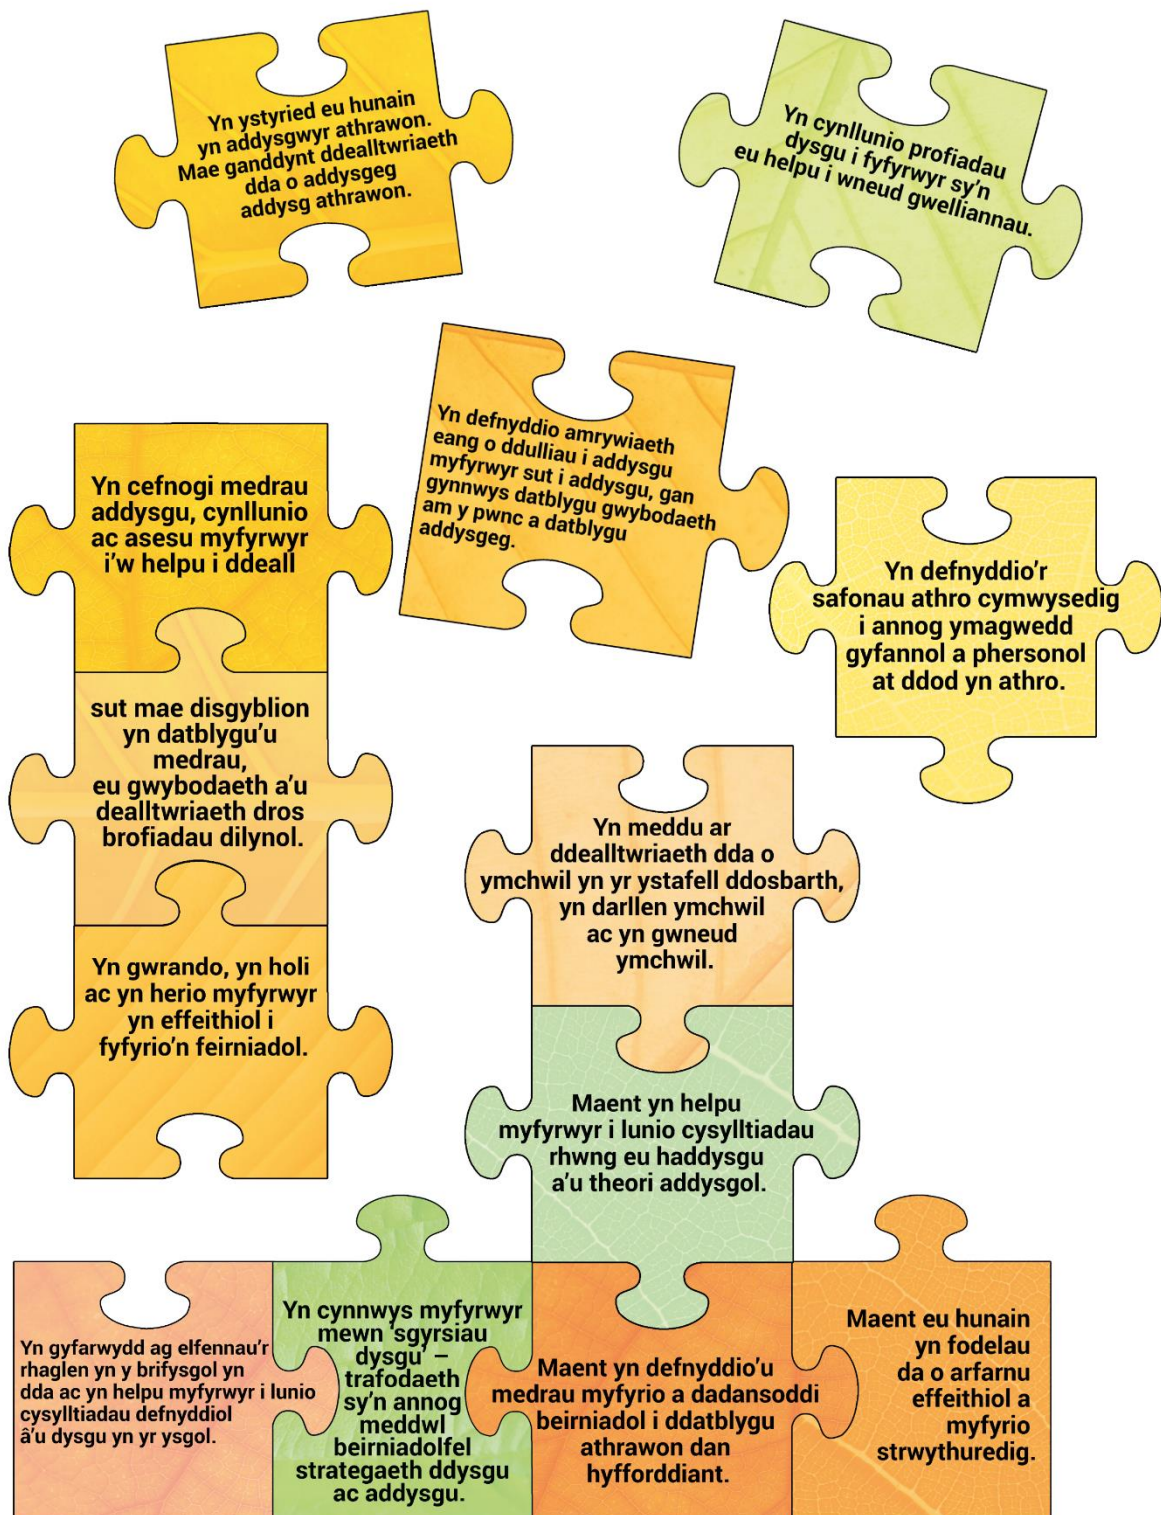 Yn ystyried eu hunain
yn addysgwyr athrawon.
Mae ganddynt ddealltwriaeth
dda o addysgeg
addysg athrawon.
Yn cynllunio profiadau
dysgu i fyfyrwyr sy'n
eu helpu i wneud gwelliannau.
Yn defnyddio amrywiaeth
eang o ddulliau i addysgu
myfyrwyr sut i addysgu, gan
gynnwys datblygu gwybodaeth
am y pwnc a datblygu
addysgeg.
Yn cefnogi medrau
addysgu, cynllunio
ac asesu myfyrwyr
i'w helpu i ddeall
sut mae disgyblion
yn datblygu'u
medrau,
eu gwybodaeth a'u
dealltwriaeth dros
brofiadau dilynol.
Yn gwrando, yn holi
ac yn herio myfyrwyr
yn effeithiol i
fyfyrio'n feirniadol.
Yn defnyddio'r
safonau athro cymwysedig
i annog ymagwedd
gyfannol a phersonol
at ddod yn athro.
Yn meddu ar
ddealltwriaeth dda o
ymchwil yn yr ystafell ddosbarth,
yn darllen ymchwil
ac yn gwneud
ymchwil.
Maent yn helpu
myfyrwyr i lunio cysylltiadau
rhwng eu haddysgu
a'u theori addysgol.
Yn gyfarwydd ag elfennau'r
rhaglen yn y brifysgol yn
dda ac yn helpu myfyrwyr i lunio
cysylltiadau defnyddiol
â'u dysgu yn yr ysgol.
Yn cynnwys myfyrwyr
mewn 'sgyrsiau
dysgu' –
trafodaeth
sy'n annog
meddwl
beirniadolfel
strategaeth ddysgu
ac addysgu.
Maent yn defnyddio'u
medrau myfyrio a dadansoddi
beirniadol i ddatblygu
athrawon dan
hyfforddiant.
Maent eu hunain
yn fodelau
da o arfarnu
effeithiol a
myfyrio
strwythuredig.